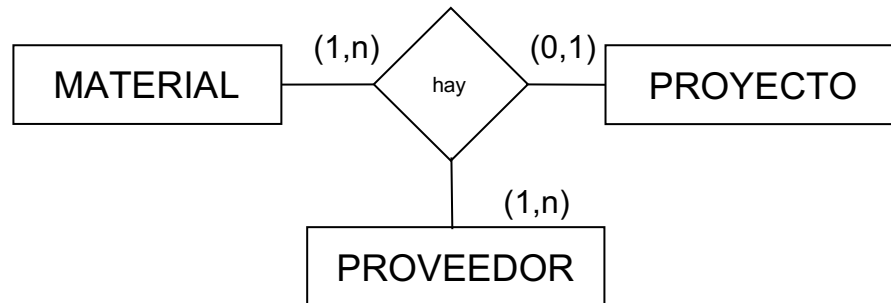 (1,n)
(0,1)
MATERIAL
hay
PROYECTO
(1,n)
PROVEEDOR